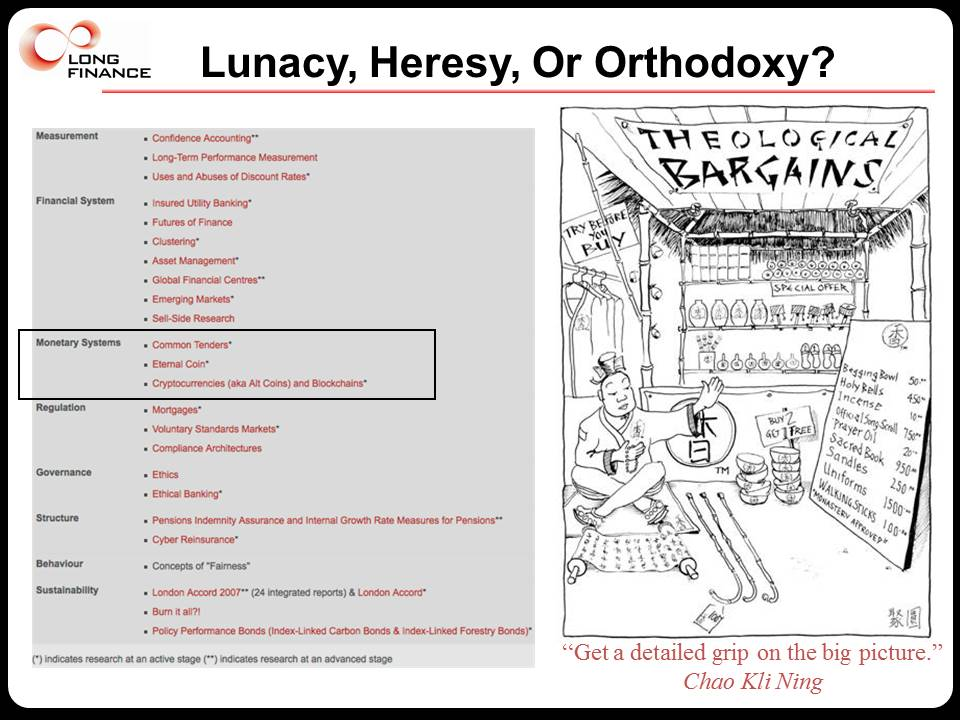 LONG
FINANCE
Lunacy, Heresy, Or Orthodoxy?
Measurement
▪ Confidence Accounting**
▪ Long-Term Performance Measurement
▪ Uses and Abuses of Discount Rates*
Financial System
▪ Insured Utility Banking*
▪ Futures of Finance
▪ Clustering*
▪ Asset Management*
▪ Global Financial Centres**
▪ Emerging Markets*
▪ Sell-Side Research
Monetary Systems
▪ Common Tenders*
▪ Eternal Coin*
▪ Cryptocurrencies (aka Alt Coins) and Blockchains*
Regulation
▪ Mortgages*
▪ Voluntary Standards Markets*
▪ Compliance Architectures
Governance
▪ Ethics
▪ Ethical Banking*
Structure
▪ Pensions Indemnity Assurance and Internal Growth Rate Measures for Pensions**
▪ Cyber Reinsurance*
Behaviour
▪ Concepts of "Fairness"
Sustainability
▪ London Accord 2007** (24 integrated reports) & London Accord*
▪ Burn it all?!
▪ Policy Performance Bonds (Index-Linked Carbon Bonds & Index-Linked Forestry Bonds)*
(*) indicates research at an active stage (**) indicates research at an advanced stage
THEOLOGICAL
BARGAINS
TRY BEFORE
YOU
BUY
SPECIAL OFFER
BUY 2
GET 1 FREE
TM
Begging Bowl 50
Holy Bells 450
Incense 10
Official Song Scroll 750
Prayer Oil 20
Sacred Book 950
Sandles 250
Uniforms 1500
WALKING STICKS 100
"MONASTERY APPROVED"
“Get a detailed grip on the big picture.”
Chao Kli Ning